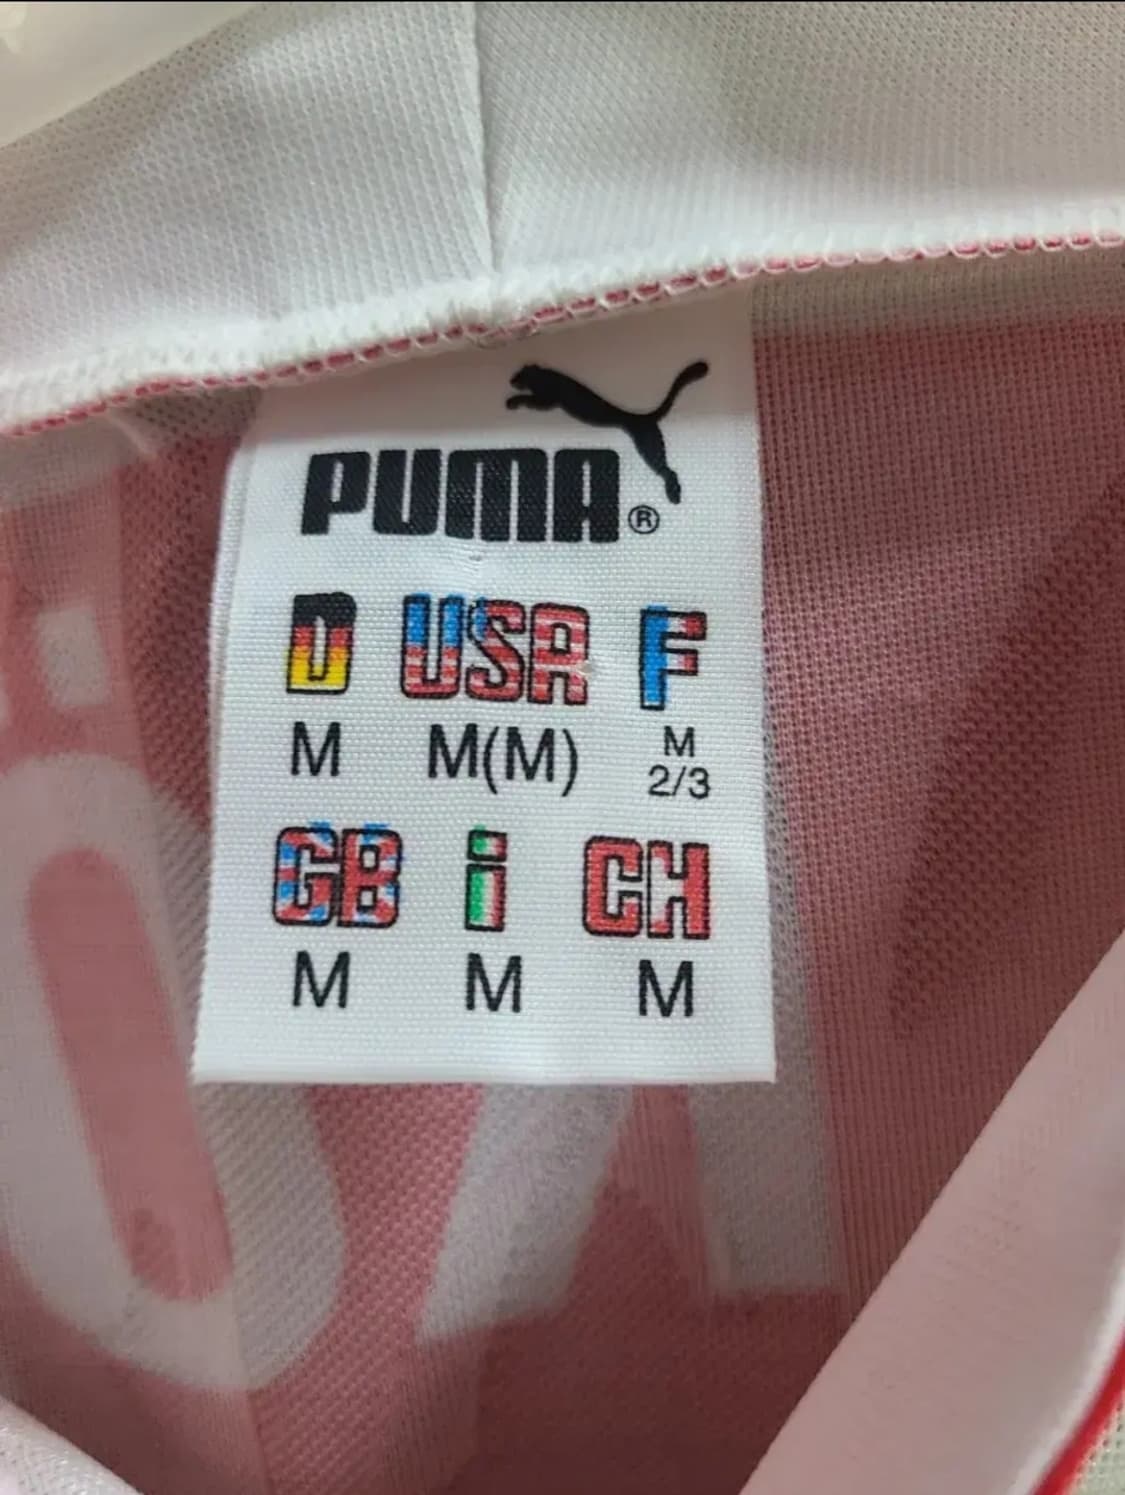 PUMA®
D USA F
M M(M) M
2/3
GB i CH
M M M